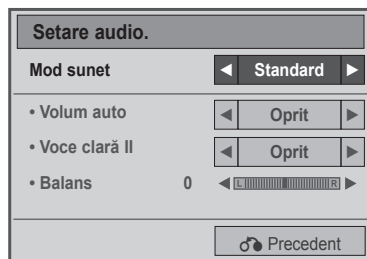 Setare audio.
Mod sunet ◄ Standard ►
• Volum auto ◄ Oprit ►
• Voce clară II ◄ Oprit ►
• Balans 0 ◄ L R ►
Precedent